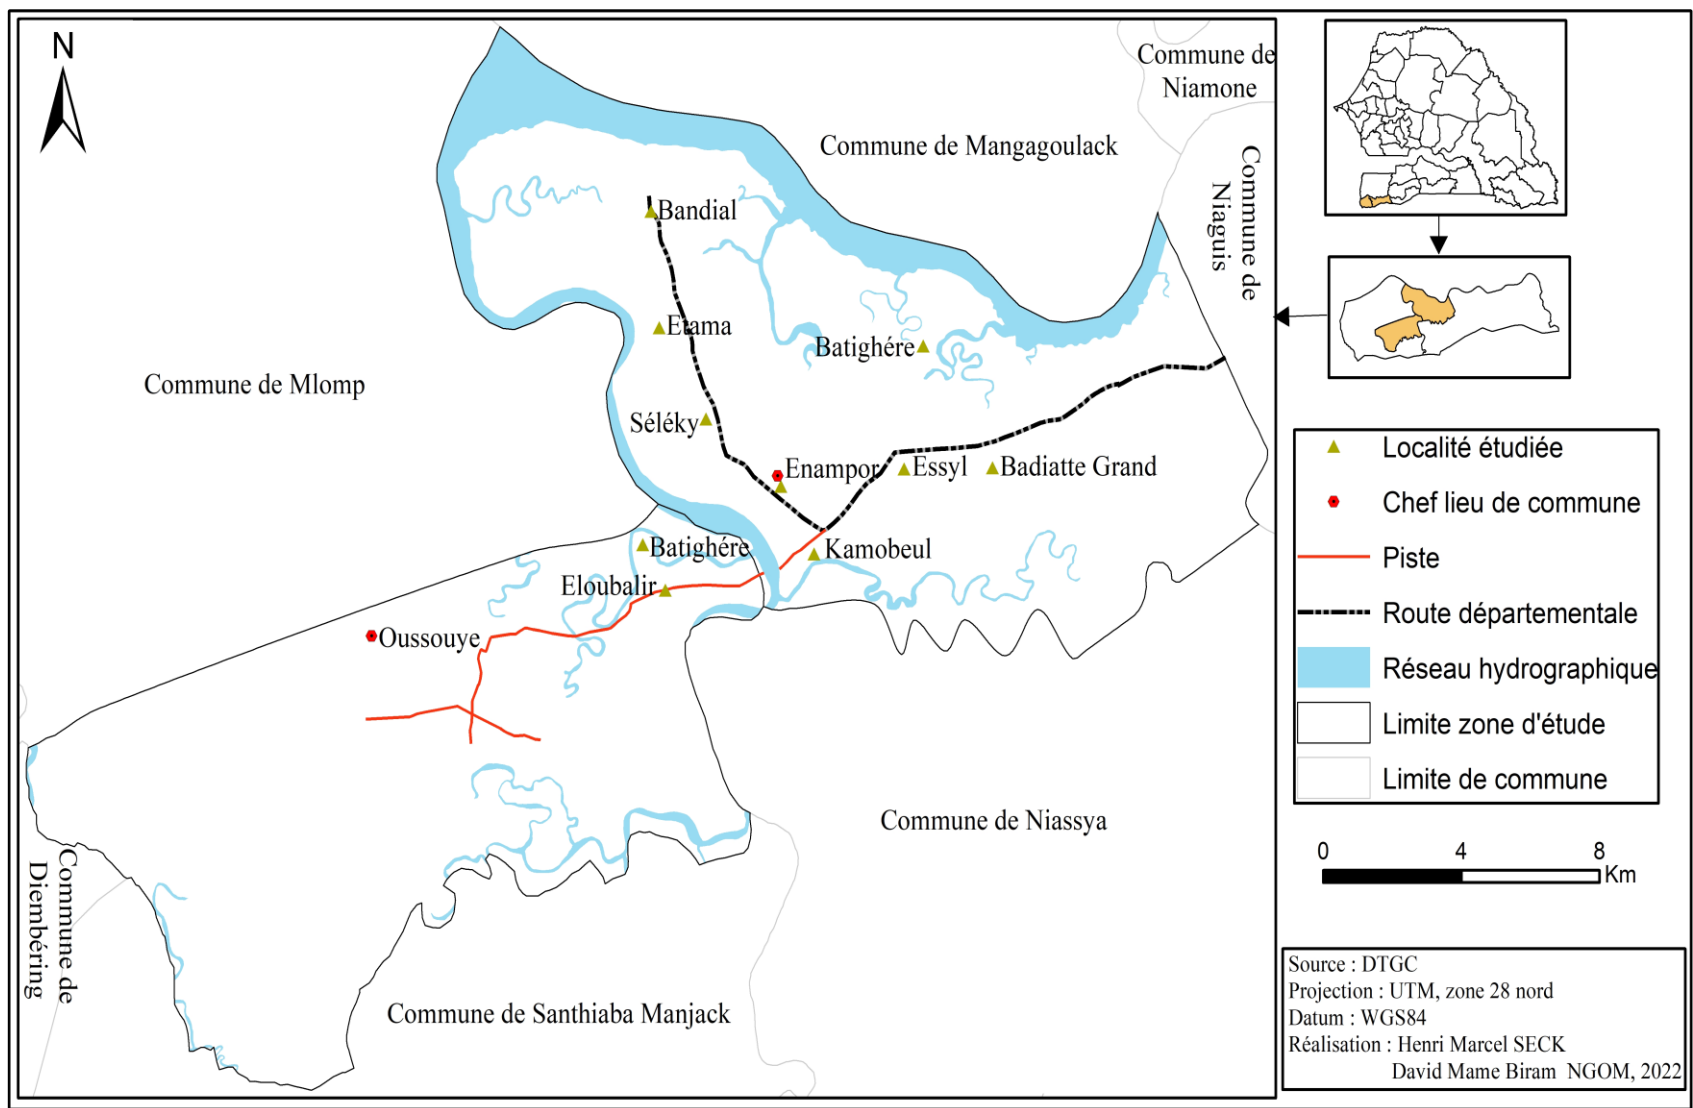 N
Commune de
Niamone
Commune de Mangagoulack
Commune de
Niaguis
Bandial
Etama
Batighére
Commune de Mlomp
Séléky
Enampor
Essyl
Badiatte Grand
Batighére
Kamobeul
Eloubalir
Oussouye
Commune de Niassya
Commune de
Diembéring
Commune de Santhiaba Manjack
Localité étudiée
Chef lieu de commune
Piste
Route départementale
Réseau hydrographique
Limite zone d'étude
Limite de commune
0 4 8
Km
Source : DTGC
Projection : UTM, zone 28 nord
Datum : WGS84
Réalisation : Henri Marcel SECK
David Mame Biram NGOM, 2022